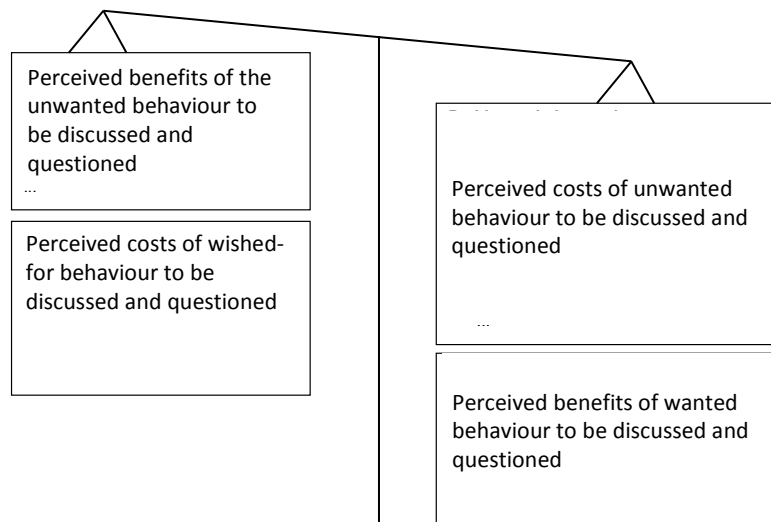 Perceived benefits of the
unwanted behaviour to
be discussed and
questioned
...
Perceived costs of wished-
for behaviour to be
discussed and questioned
Perceived costs of unwanted
behaviour to be discussed and
questioned
...
Perceived benefits of wanted
behaviour to be discussed and
questioned